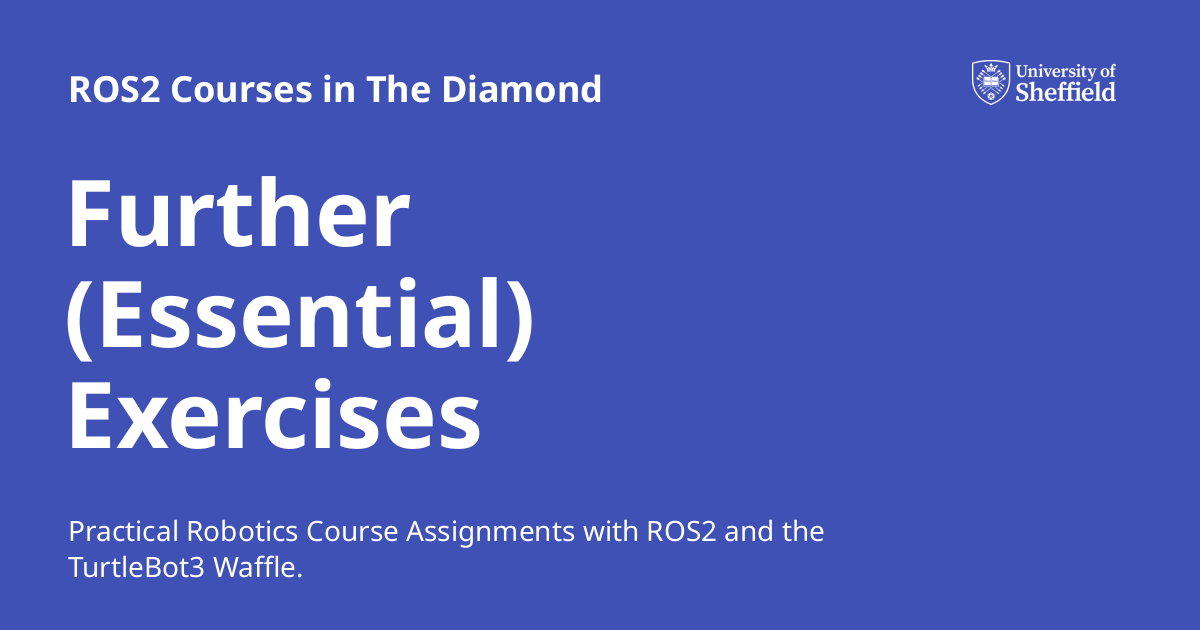 ROS2 Courses in The Diamond
University of
Sheffield
Further
(Essential)
Exercises
Practical Robotics Course Assignments with ROS2 and the
TurtleBot3 Waffle.